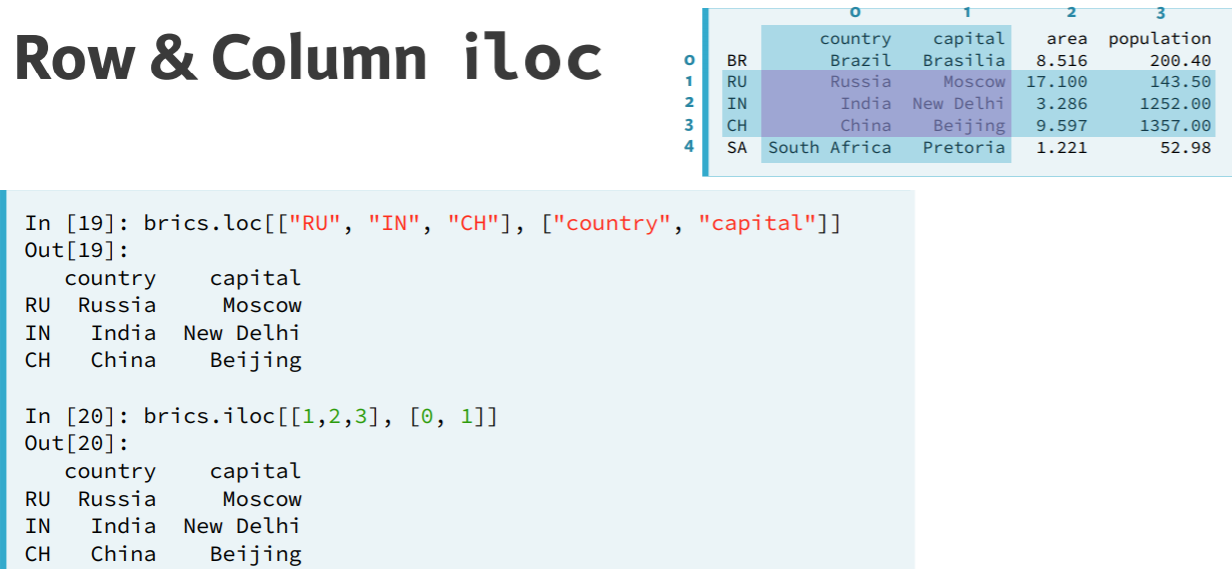 Row & Column iloc
0 1 2 3
country capital area population
0 BR Brazil Brasilia 8.516 200.40
1 RU Russia Moscow 17.100 143.50
2 IN India New Delhi 3.286 1252.00
3 CH China Beijing 9.597 1357.00
4 SA South Africa Pretoria 1.221 52.98
In [19]: brics.loc[["RU", "IN", "CH"], ["country", "capital"]]
Out[19]:
country capital
RU Russia Moscow
IN India New Delhi
CH China Beijing
In [20]: brics.iloc[[1,2,3], [0, 1]]
Out[20]:
country capital
RU Russia Moscow
IN India New Delhi
CH China Beijing